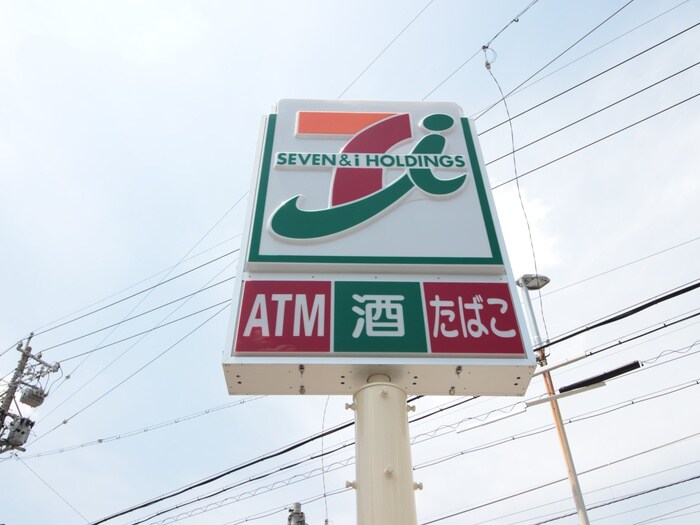 SEVEN & i HOLDINGS
ATM 酒 たばこ